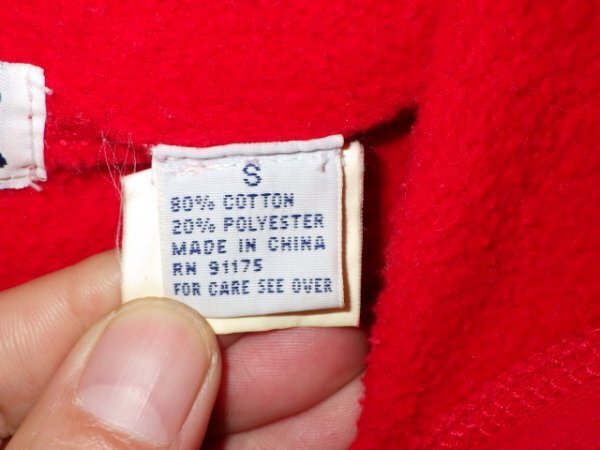 S
80% COTTON
20% POLYESTER
MADE IN CHINA
RN 91175
FOR CARE SEE OVER